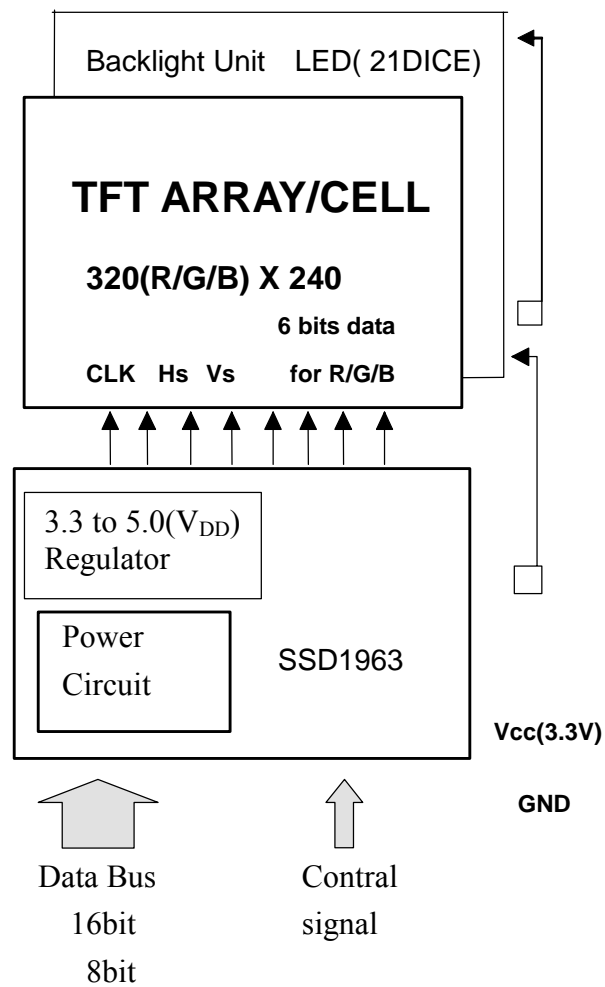 Backlight Unit LED( 21DICE)
TFT ARRAY/CELL
320(R/G/B) X 240
6 bits data
CLK Hs Vs for R/G/B
3.3 to 5.0(VDD)
Regulator
Power
Circuit
SSD1963
Vcc(3.3V)
GND
Data Bus
16bit
8bit
Contral
signal